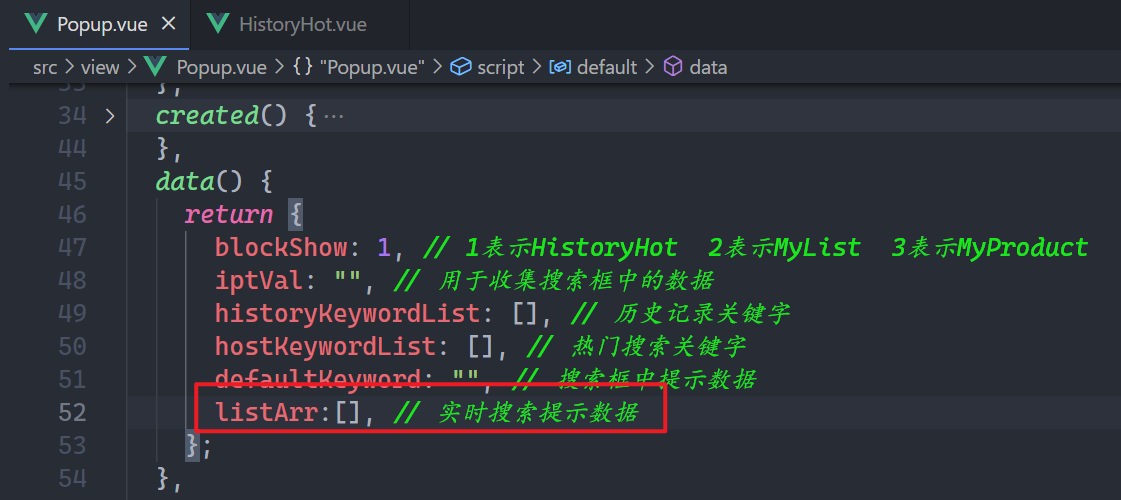 Popup.vue × HistoryHot.vue
src > view > Popup.vue > {} "Popup.vue" > script > default > data
33 },
34 > created() { ···
44 },
45 data() {
46 return {
47 blockShow: 1, // 1表示HistoryHot 2表示MyList 3表示MyProduct
48 iptVal: "", // 用于收集搜索框中的数据
49 historyKeywordList: [], // 历史记录关键字
50 hostKeywordList: [], // 热门搜索关键字
51 defaultKeyword: "", // 搜索框中提示数据
52 listArr:[], // 实时搜索提示数据
53 };
54 },